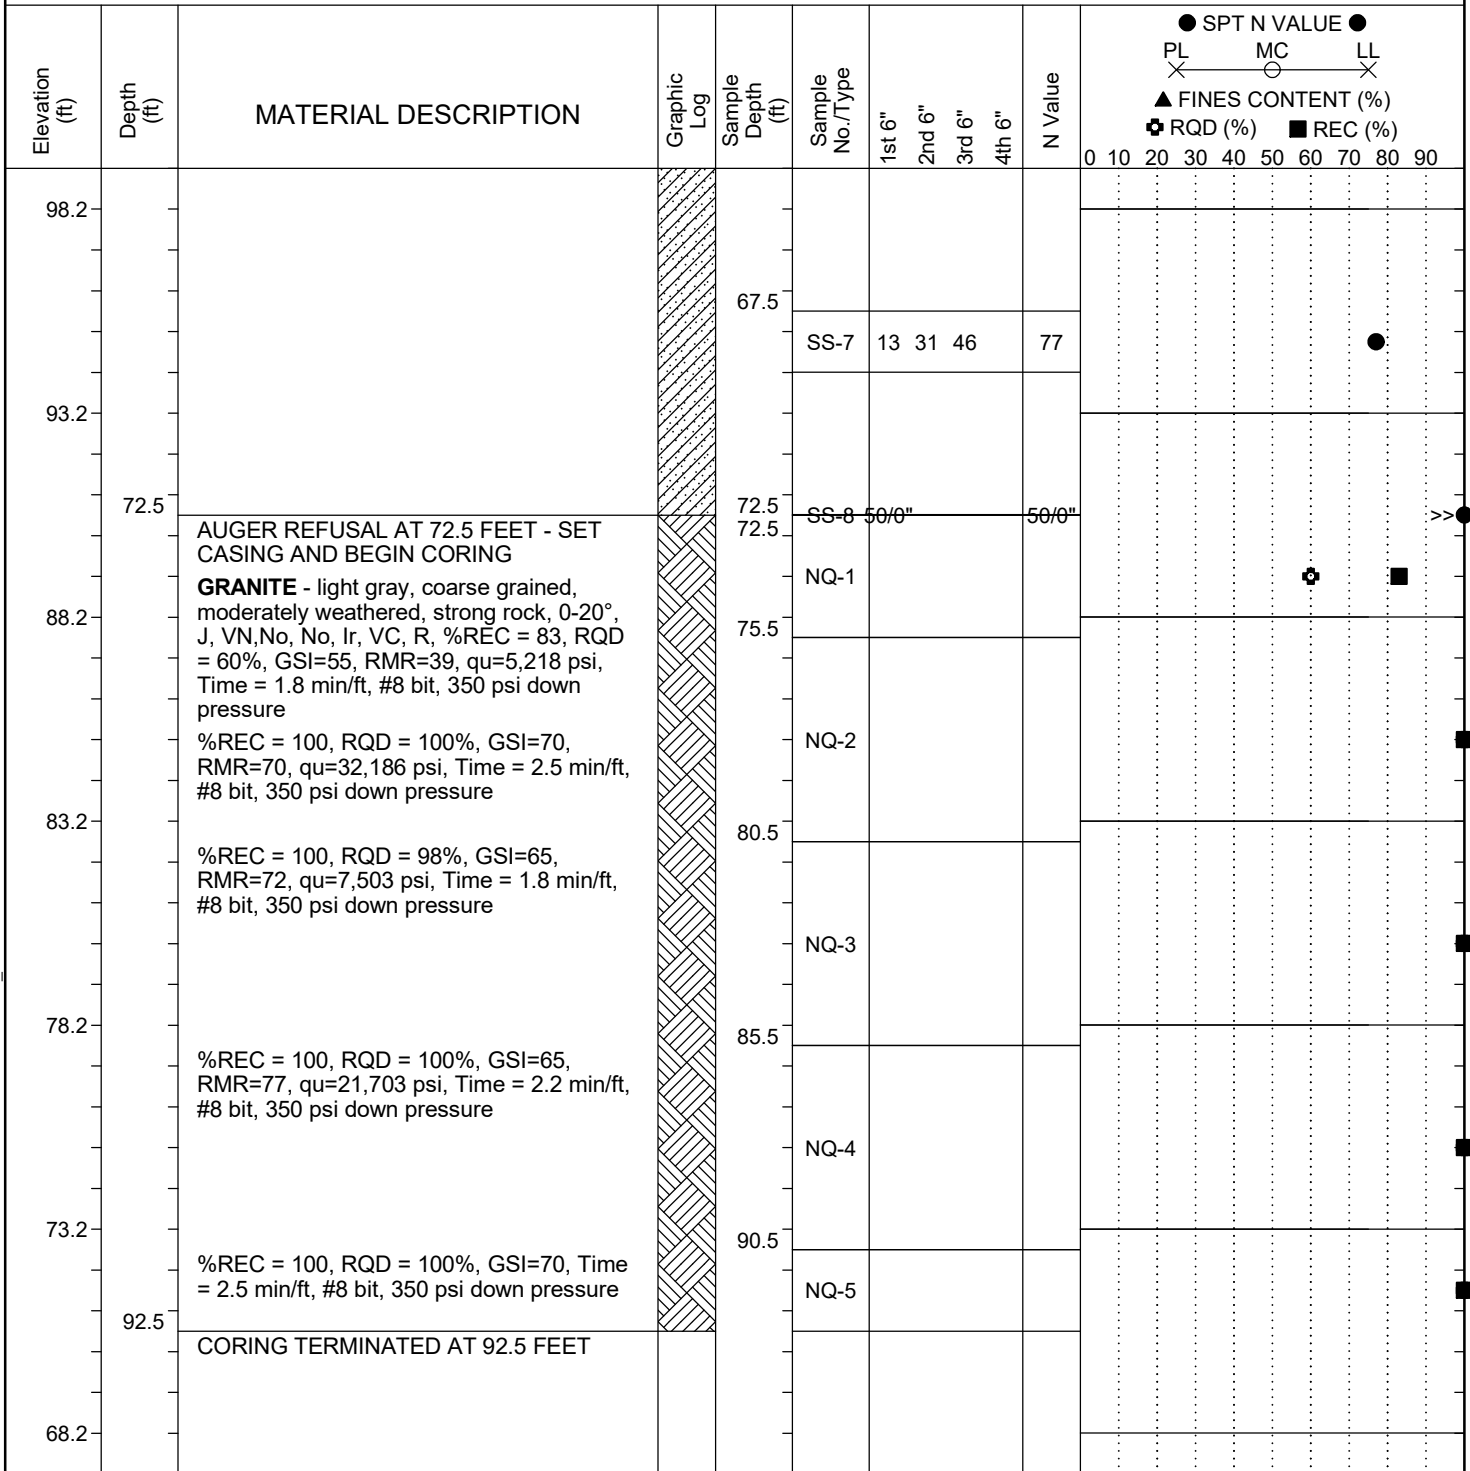 ● SPT N VALUE ●
PL MC LL
▲ FINES CONTENT (%)
RQD (%) ■ REC (%)
0 10 20 30 40 50 60 70 80 90
Elevation (ft)
Depth (ft)
MATERIAL DESCRIPTION
Graphic Log
Sample Depth (ft)
Sample No./Type
1st 6"
2nd 6"
3rd 6"
4th 6"
N Value
98.2
67.5
SS-7 13 31 46 77
93.2
72.5 72.5
SS-8 50/0" 50/0" >>
72.5
AUGER REFUSAL AT 72.5 FEET - SET
CASING AND BEGIN CORING
NQ-1
GRANITE - light gray, coarse grained,
moderately weathered, strong rock, 0-20°,
88.2
75.5
J, VN,No, No, Ir, VC, R, %REC = 83, RQD
= 60%, GSI=55, RMR=39, qu=5,218 psi,
Time = 1.8 min/ft, #8 bit, 350 psi down
pressure
%REC = 100, RQD = 100%, GSI=70,
NQ-2
RMR=70, qu=32,186 psi, Time = 2.5 min/ft,
#8 bit, 350 psi down pressure
83.2
80.5
%REC = 100, RQD = 98%, GSI=65,
RMR=72, qu=7,503 psi, Time = 1.8 min/ft,
#8 bit, 350 psi down pressure
NQ-3
78.2
85.5
%REC = 100, RQD = 100%, GSI=65,
RMR=77, qu=21,703 psi, Time = 2.2 min/ft,
#8 bit, 350 psi down pressure
NQ-4
73.2
90.5
%REC = 100, RQD = 100%, GSI=70, Time
= 2.5 min/ft, #8 bit, 350 psi down pressure
NQ-5
92.5
CORING TERMINATED AT 92.5 FEET
68.2